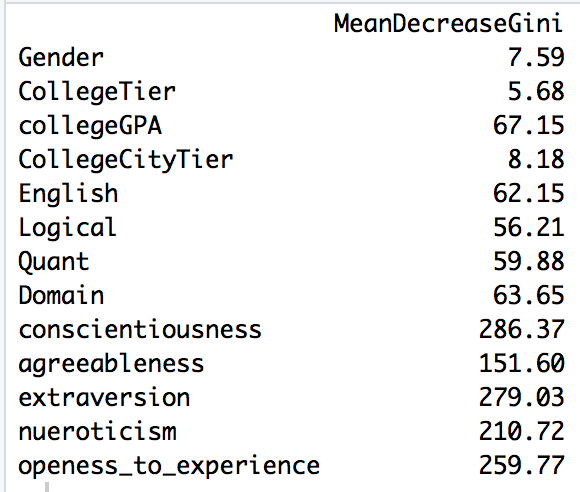 MeanDecreaseGini
Gender 7.59
CollegeTier 5.68
collegeGPA 67.15
CollegeCityTier 8.18
English 62.15
Logical 56.21
Quant 59.88
Domain 63.65
conscientiousness 286.37
agreeableness 151.60
extraversion 279.03
nueroticism 210.72
openess_to_experience 259.77